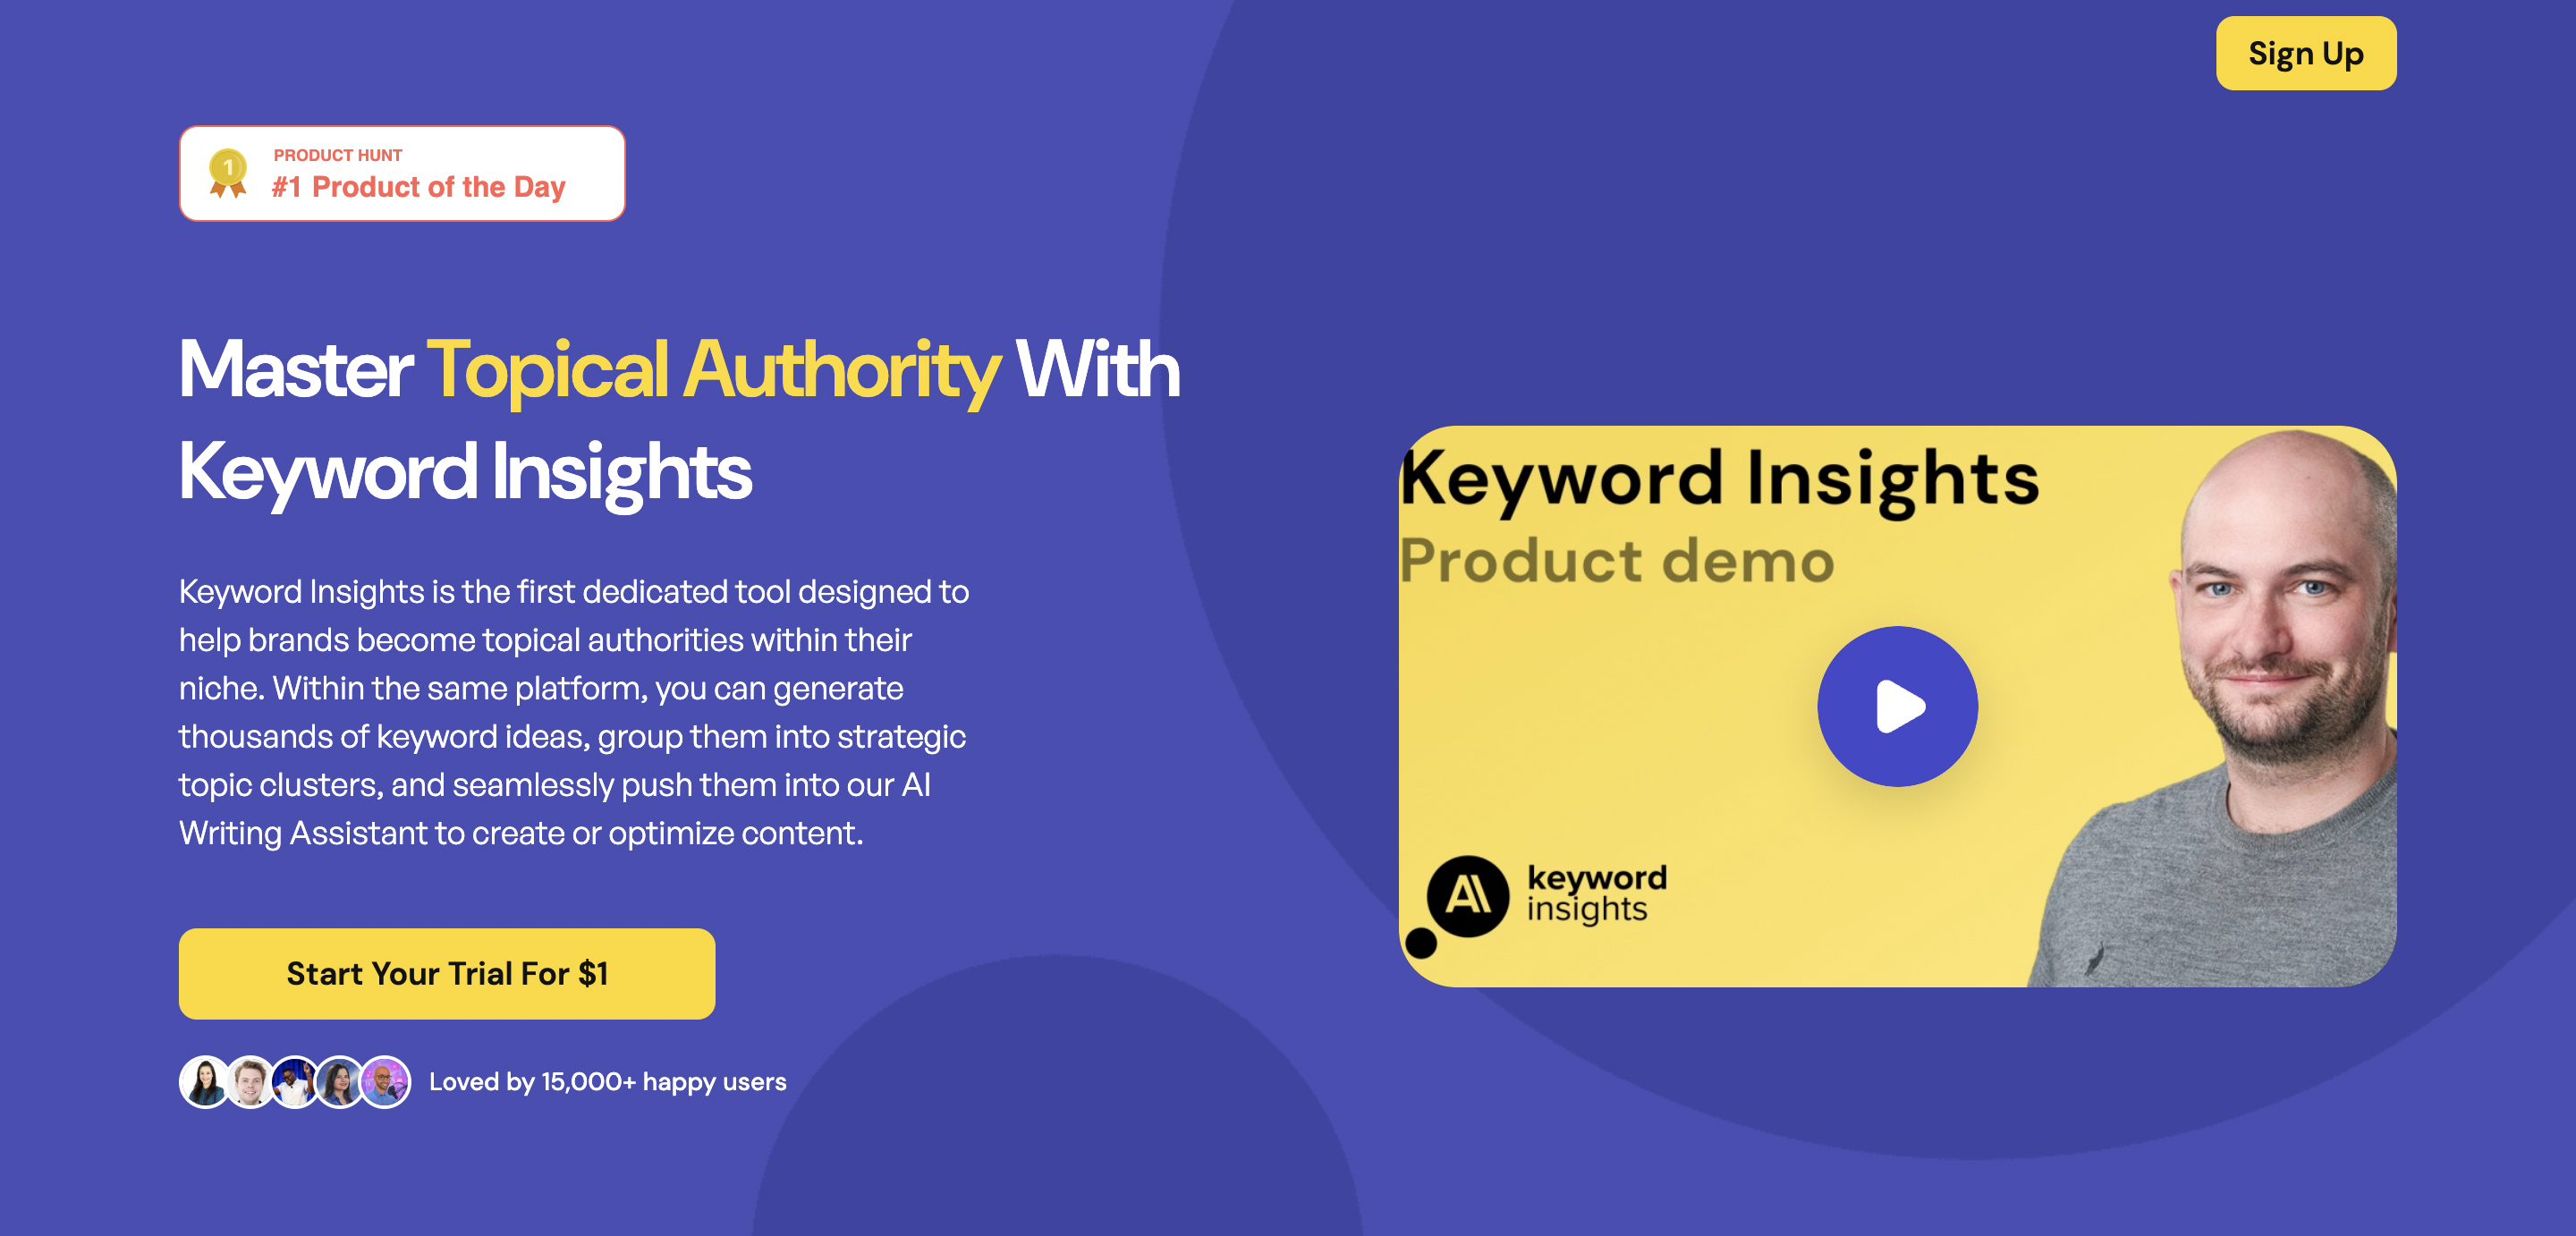 Sign Up
1
PRODUCT HUNT
#1 Product of the Day
Master Topical Authority With
Keyword Insights
Keyword Insights is the first dedicated tool designed to
help brands become topical authorities within their
niche. Within the same platform, you can generate
thousands of keyword ideas, group them into strategic
topic clusters, and seamlessly push them into our AI
Writing Assistant to create or optimize content.
Start Your Trial For $1
Loved by 15,000+ happy users
Keyword Insights
Product demo
AI
keyword
insights